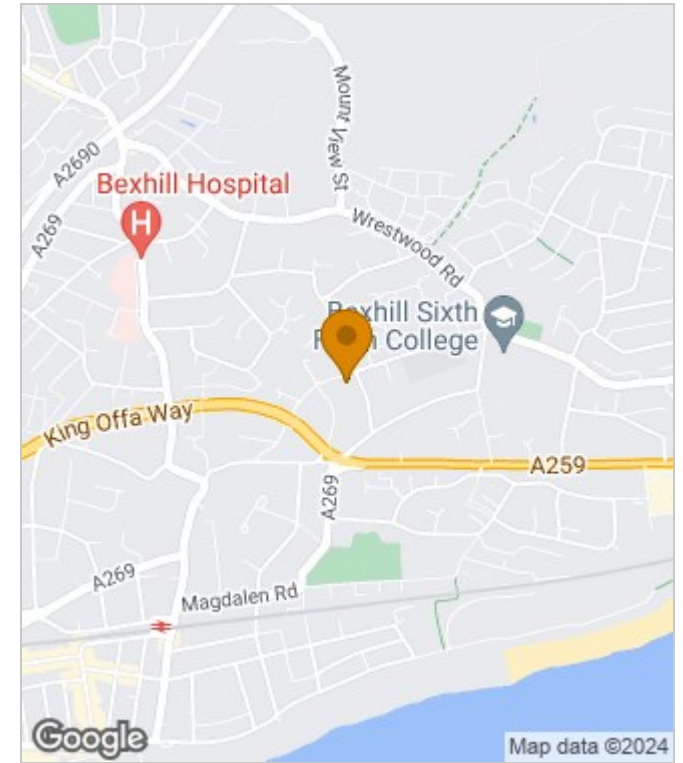 Mount View St
A2690
Bexhill Hospital
H
A269
Wrestwood Rd
Bexhill Sixth
Form College
King Offa Way
A259
A269
A269
Magdalen Rd
Google
Map data ©2024